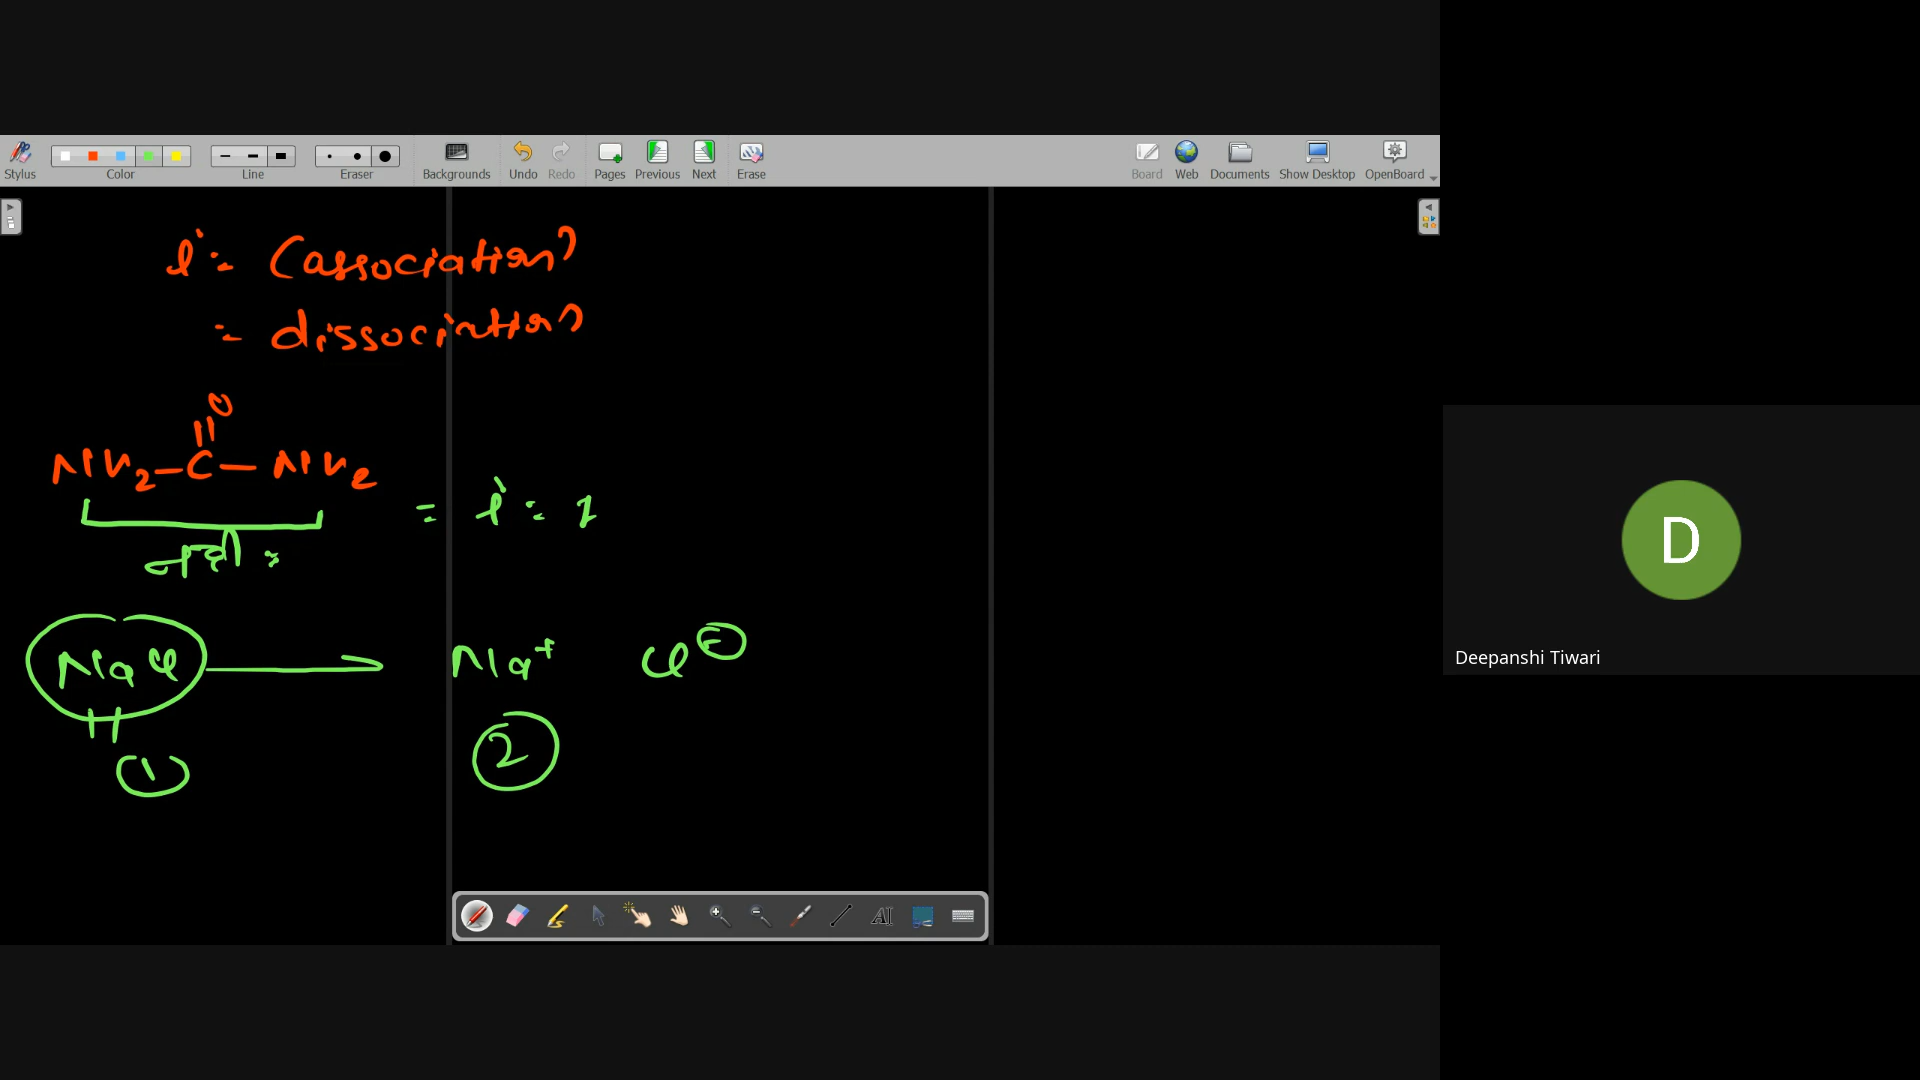 Stylus Color Line Eraser Backgrounds Undo Redo Pages Previous Next Erase Board Web Documents Show Desktop OpenBoard
i = (association)
= dissociation)
O
||
NH2-C-NH2
= i = 1
नही :
NaCl → Na+ Cl-
1 2
D
Deepanshi Tiwari